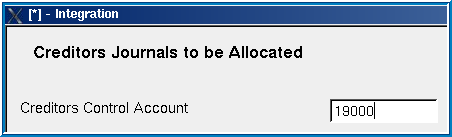 [*] - Integration
Creditors Journals to be Allocated
Creditors Control Account
19000